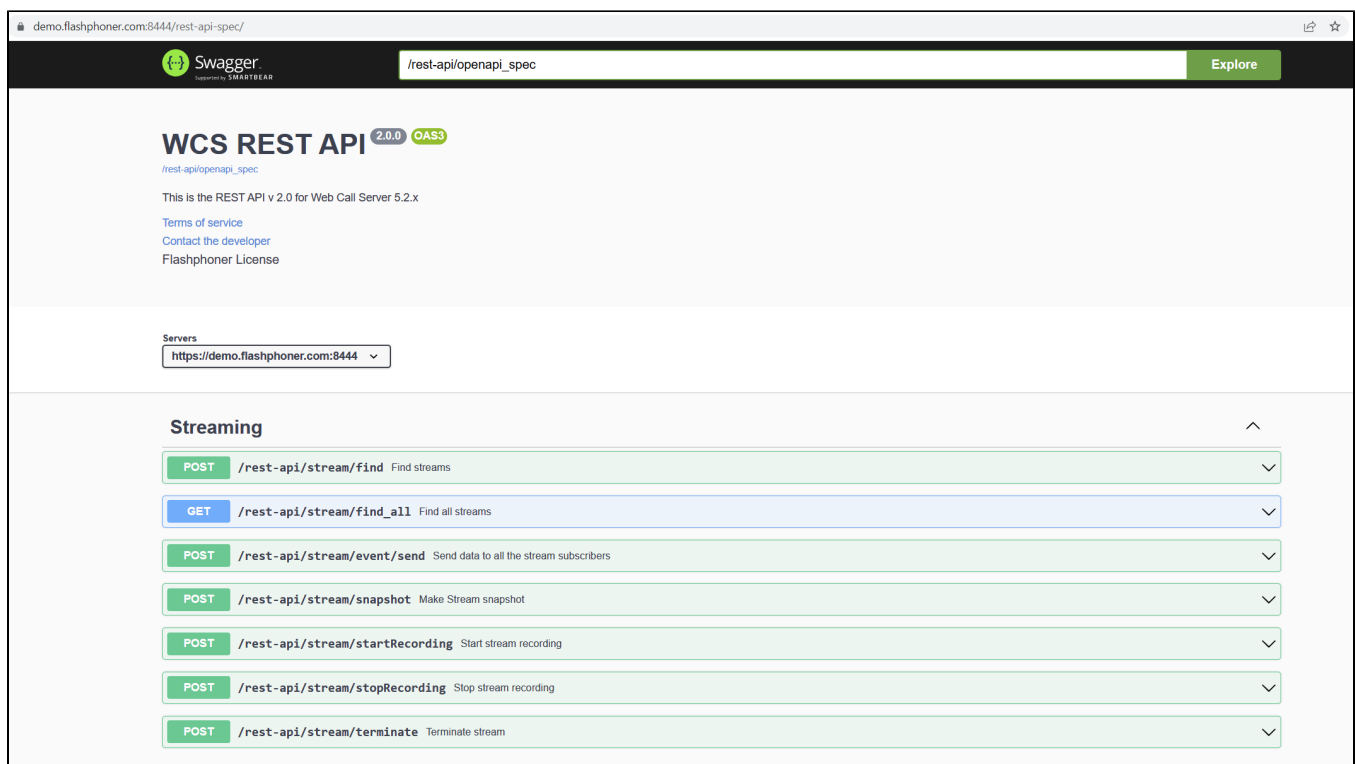 demo.flashphoner.com:8444/rest-api-spec/
{··} Swagger.
Supported by SMARTBEAR
/rest-api/openapi_spec
Explore
WCS REST API 2.0.0 OAS3
/rest-api/openapi_spec
This is the REST API v 2.0 for Web Call Server 5.2.x
Terms of service
Contact the developer
Flashphoner License
Servers
https://demo.flashphoner.com:8444
Streaming
POST /rest-api/stream/find Find streams
GET /rest-api/stream/find_all Find all streams
POST /rest-api/stream/event/send Send data to all the stream subscribers
POST /rest-api/stream/snapshot Make Stream snapshot
POST /rest-api/stream/startRecording Start stream recording
POST /rest-api/stream/stopRecording Stop stream recording
POST /rest-api/stream/terminate Terminate stream